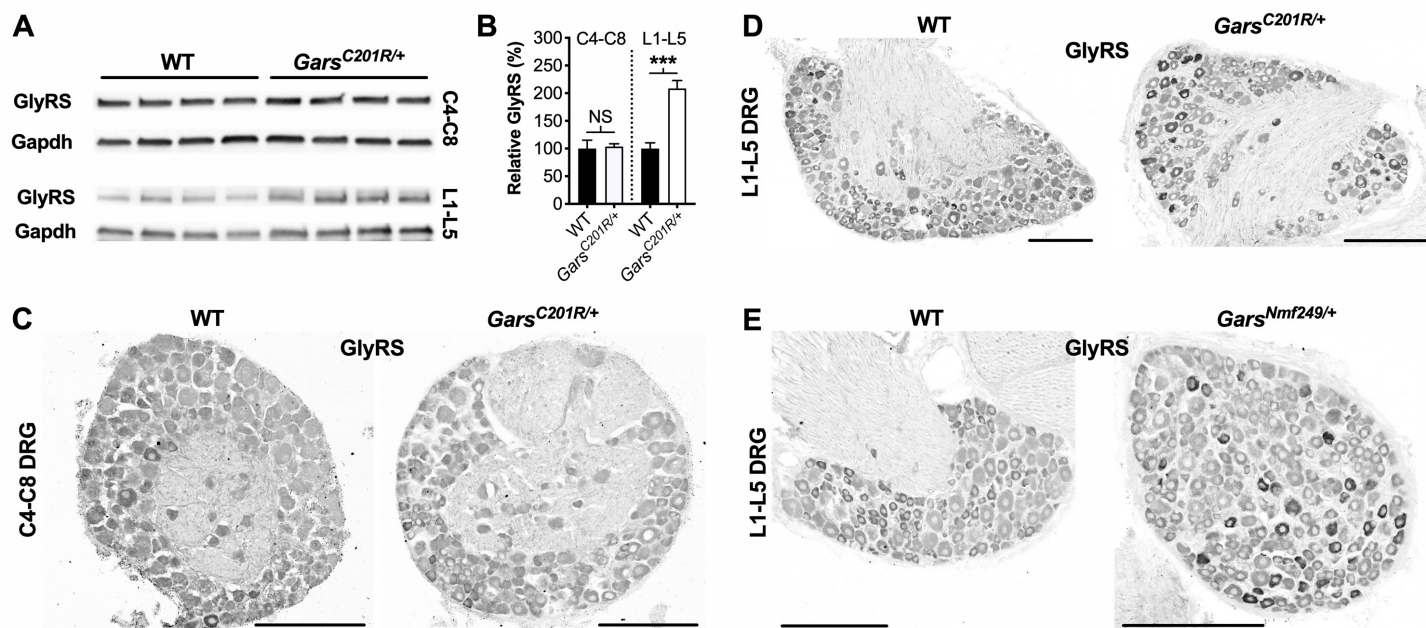 A
WT
Gars^C201R/+
GlyRS
Gapdh
C4-C8
GlyRS
Gapdh
L1-L5
B
C4-C8
L1-L5
Relative GlyRS (%)
300
250
200
150
100
50
0
NS
***
WT
Gars^C201R/+
WT
Gars^C201R/+
C
WT
Gars^C201R/+
GlyRS
C4-C8 DRG
D
WT
Gars^C201R/+
GlyRS
L1-L5 DRG
E
WT
Gars^Nmf249/+
GlyRS
L1-L5 DRG